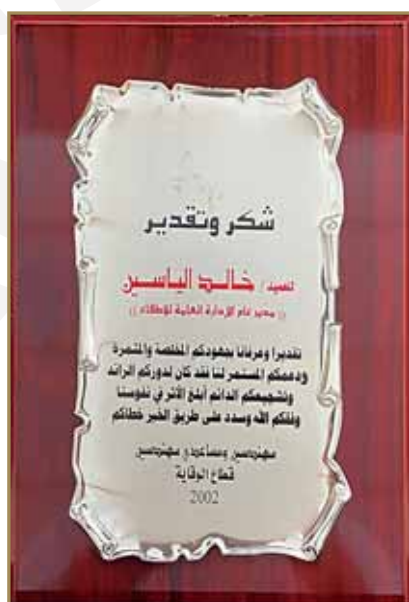 شكر وتقدير
للعميد / خالد الياسين
(( مدير عام الإدارة العامة للإطفاء ))
تقديرا وعرفانا بجهودكم المخلصة والمثمرة
ودعمكم المستمر لنا فقد كان لدوركم الرائد
وتشجيعكم الدائم أبلغ الأثر في نفوسنا
وفقكم الله وسدد على طريق الخير خطاكم
مهندسين ومساعدي مهندسين
قطاع الوقاية
2002